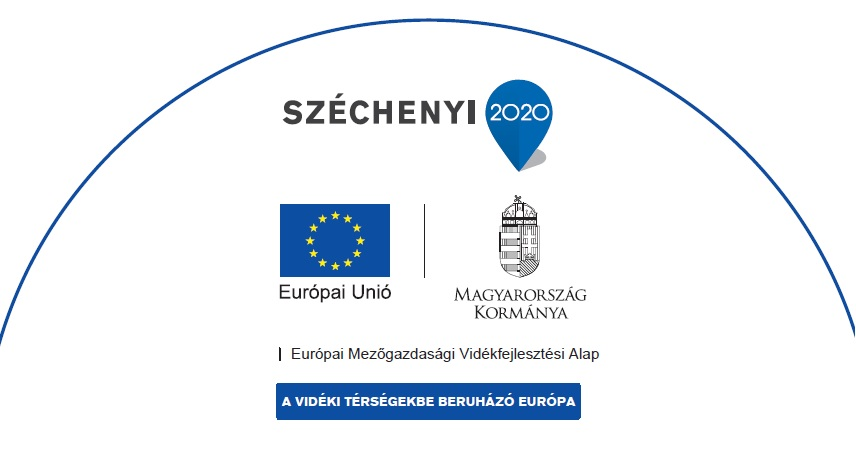 SZÉCHENYI 2020
Európai Unió
MAGYARORSZÁG
KORMÁNYA
Európai Mezőgazdasági Vidékfejlesztési Alap
A VIDÉKI TÉRSÉGEKBE BERUHÁZÓ EURÓPA